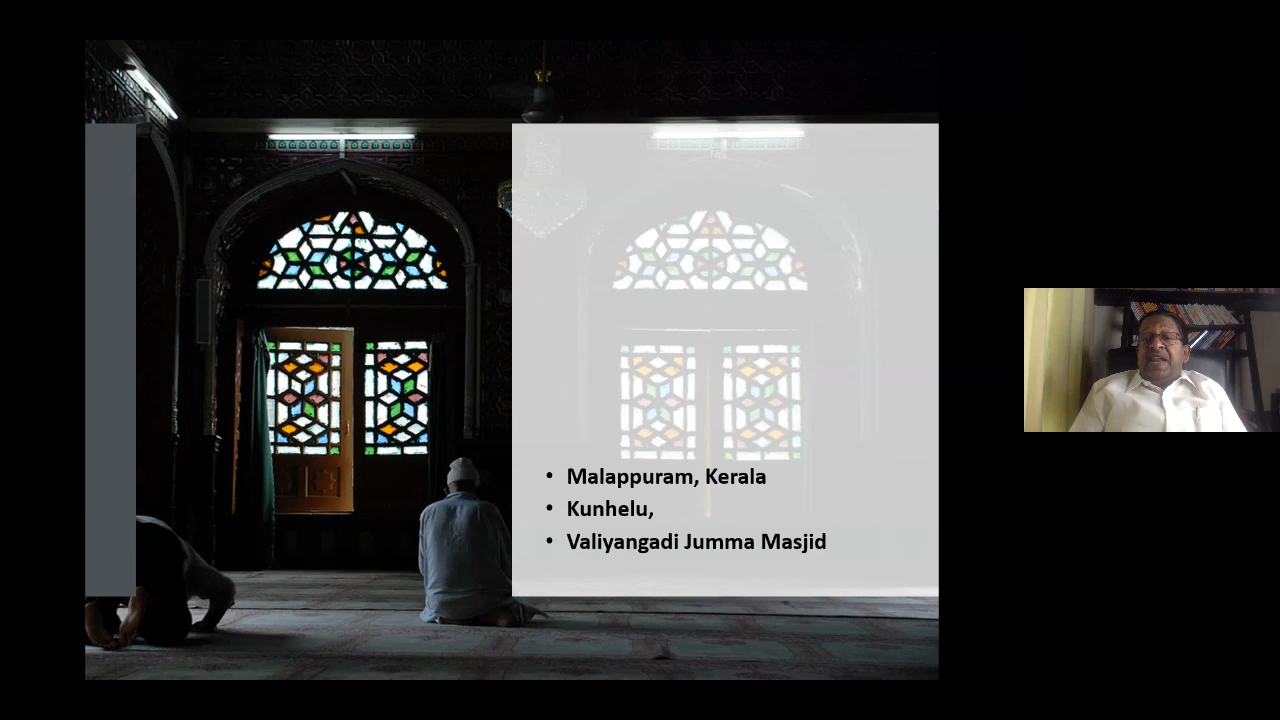 • Malappuram, Kerala
• Kunhelu,
• Valiyangadi Jumma Masjid